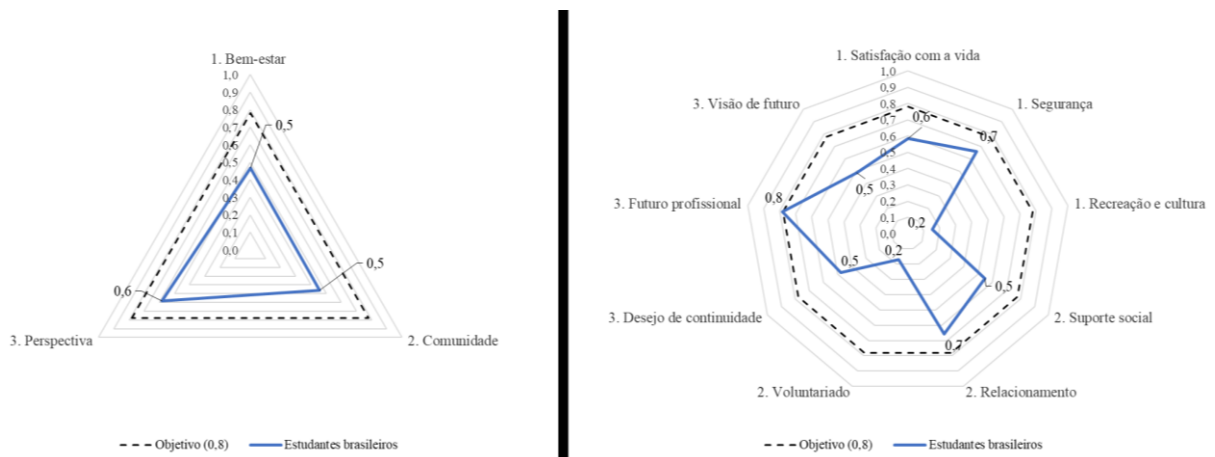 1. Bem-estar
1,0
0,9
0,8
0,7
0,6
0,5
0,4
0,3
0,2
0,1
0,0
0,5
0,5
0,6
3. Perspectiva
2. Comunidade
Objetivo (0,8)
Estudantes brasileiros
1. Satisfação com a vida
1,0
0,9
0,8
0,7
0,6
0,5
0,4
0,3
0,2
0,1
0,0
3. Visão de futuro
1. Segurança
0,6
0,7
3. Futuro profissional
0,8
0,5
1. Recreação e cultura
0,2
0,2
3. Desejo de continuidade
0,5
0,5
2. Suporte social
0,7
2. Voluntariado
2. Relacionamento
Objetivo (0,8)
Estudantes brasileiros